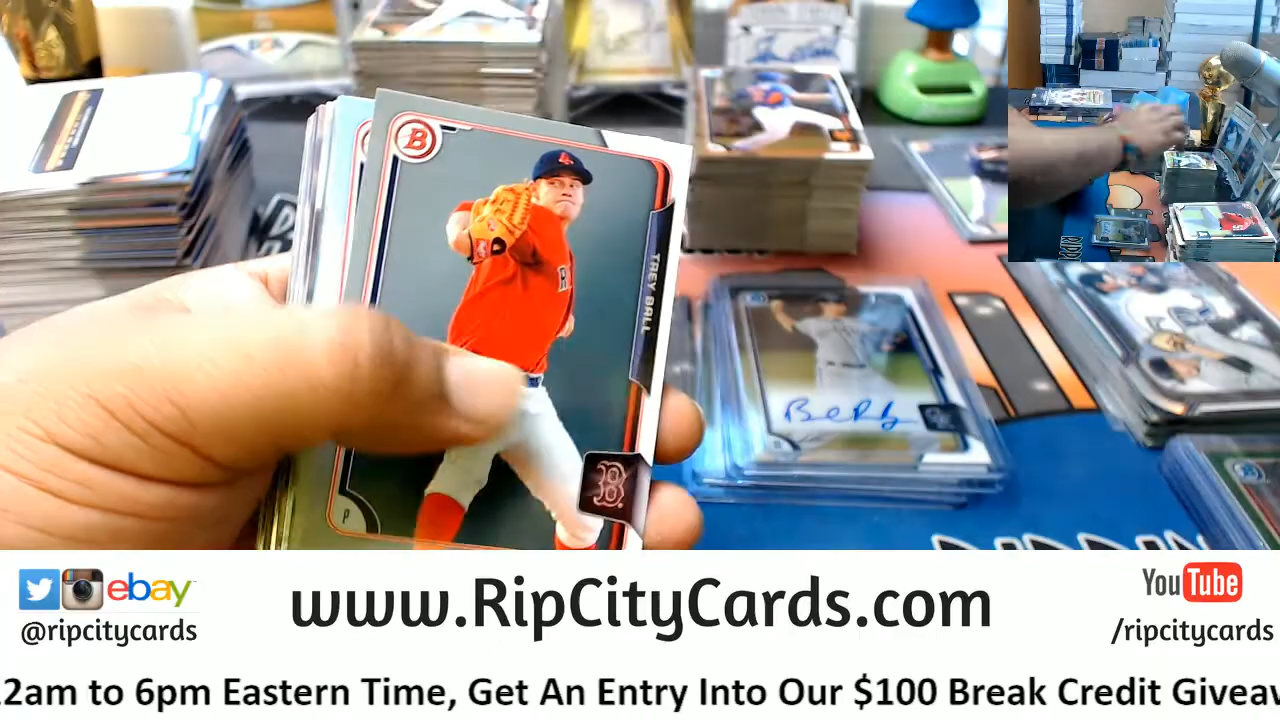 B
TREY BALL
B
P
www.RipCityCards.com
ebay
@ripcitycards
YouTube
/ripcitycards
2am to 6pm Eastern Time, Get An Entry Into Our $100 Break Credit Giveav